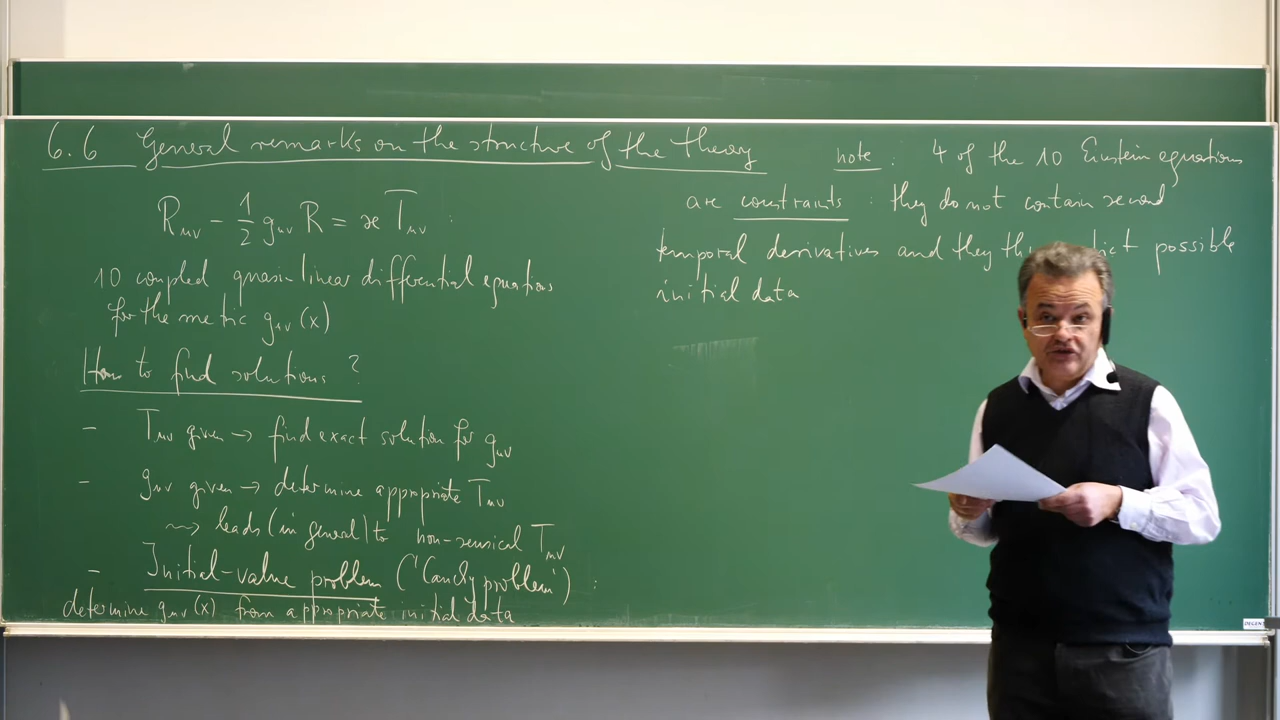 6.6 General remarks on the structure of the theory
R_μν - 1/2 g_μν R = æ T_μν :
10 coupled quasilinear differential equations
for the metric g_μν (x)
How to find solutions ?
- T_μν given → find exact solution for g_μν
- g_μν given → determine appropriate T_μν
⇝ leads (in general) to non-sensical T_μν
- Initial-value problem ('Cauchy problem') :
determine g_μν (x) from appropriate initial data
note : 4 of the 10 Einstein equations
are constraints : they do not contain second
temporal derivatives and they possible
initial data